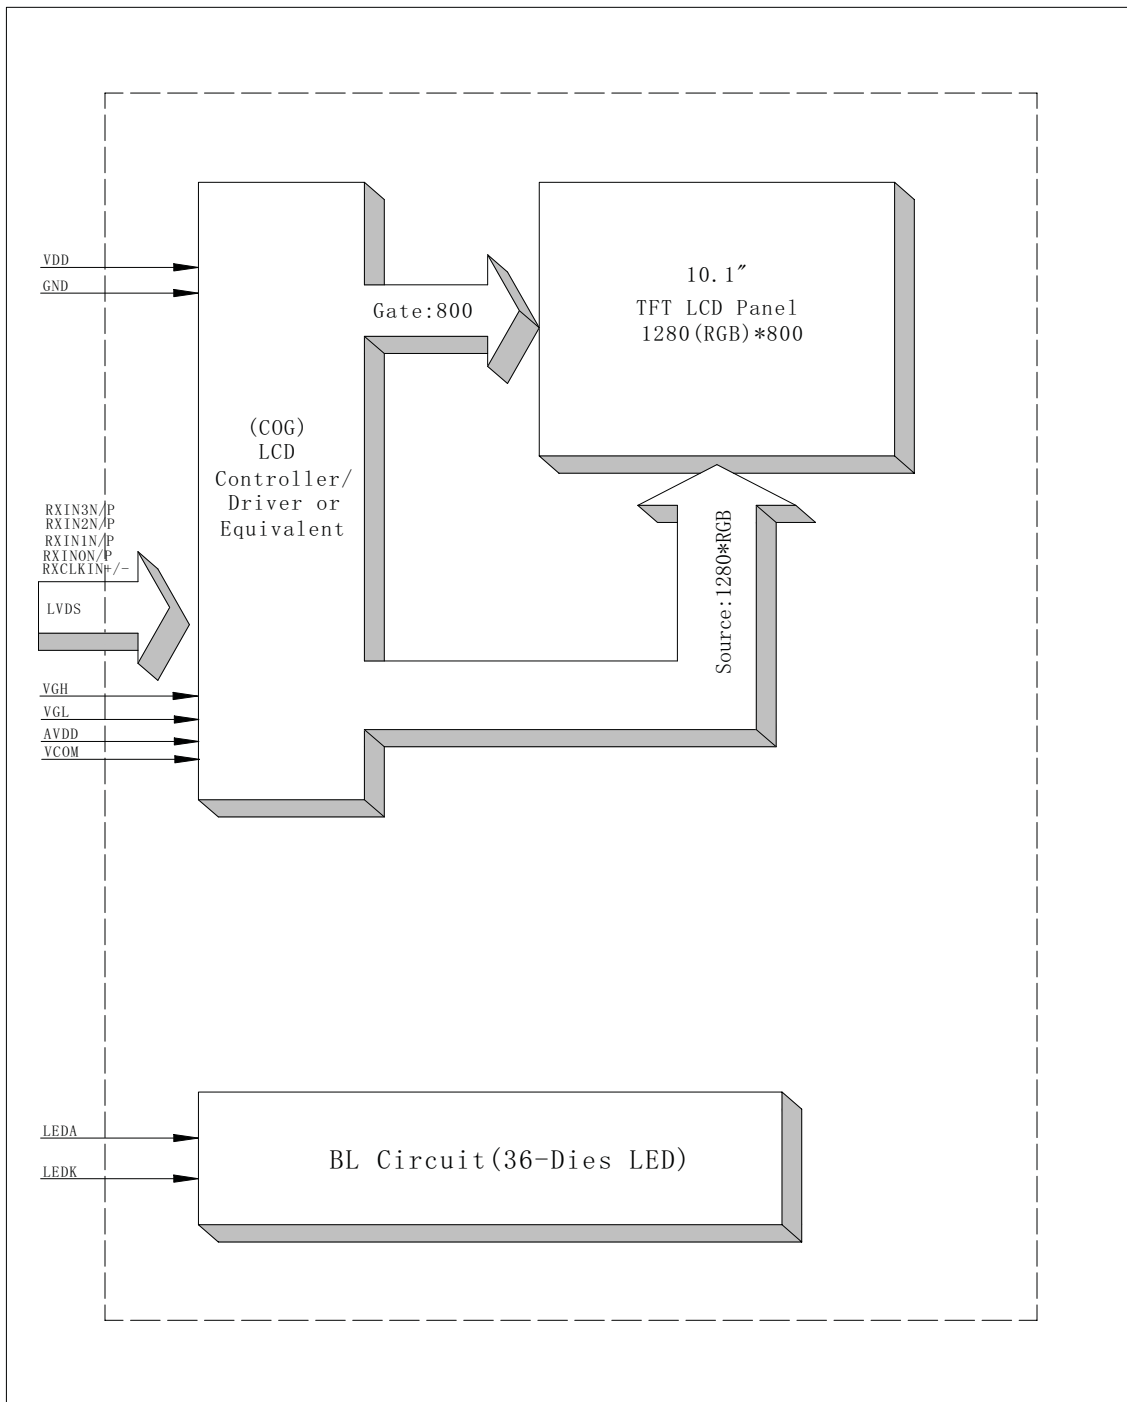 VDD
GND
Gate:800
10.1″
TFT LCD Panel
1280(RGB)*800
(COG)
LCD
Controller/
Driver or
Equivalent
RXIN3N/P
RXIN2N/P
RXIN1N/P
RXIN0N/P
RXCLKIN+/-
LVDS
Source:1280*RGB
VGH
VGL
AVDD
VCOM
LEDA
LEDK
BL Circuit(36-Dies LED)